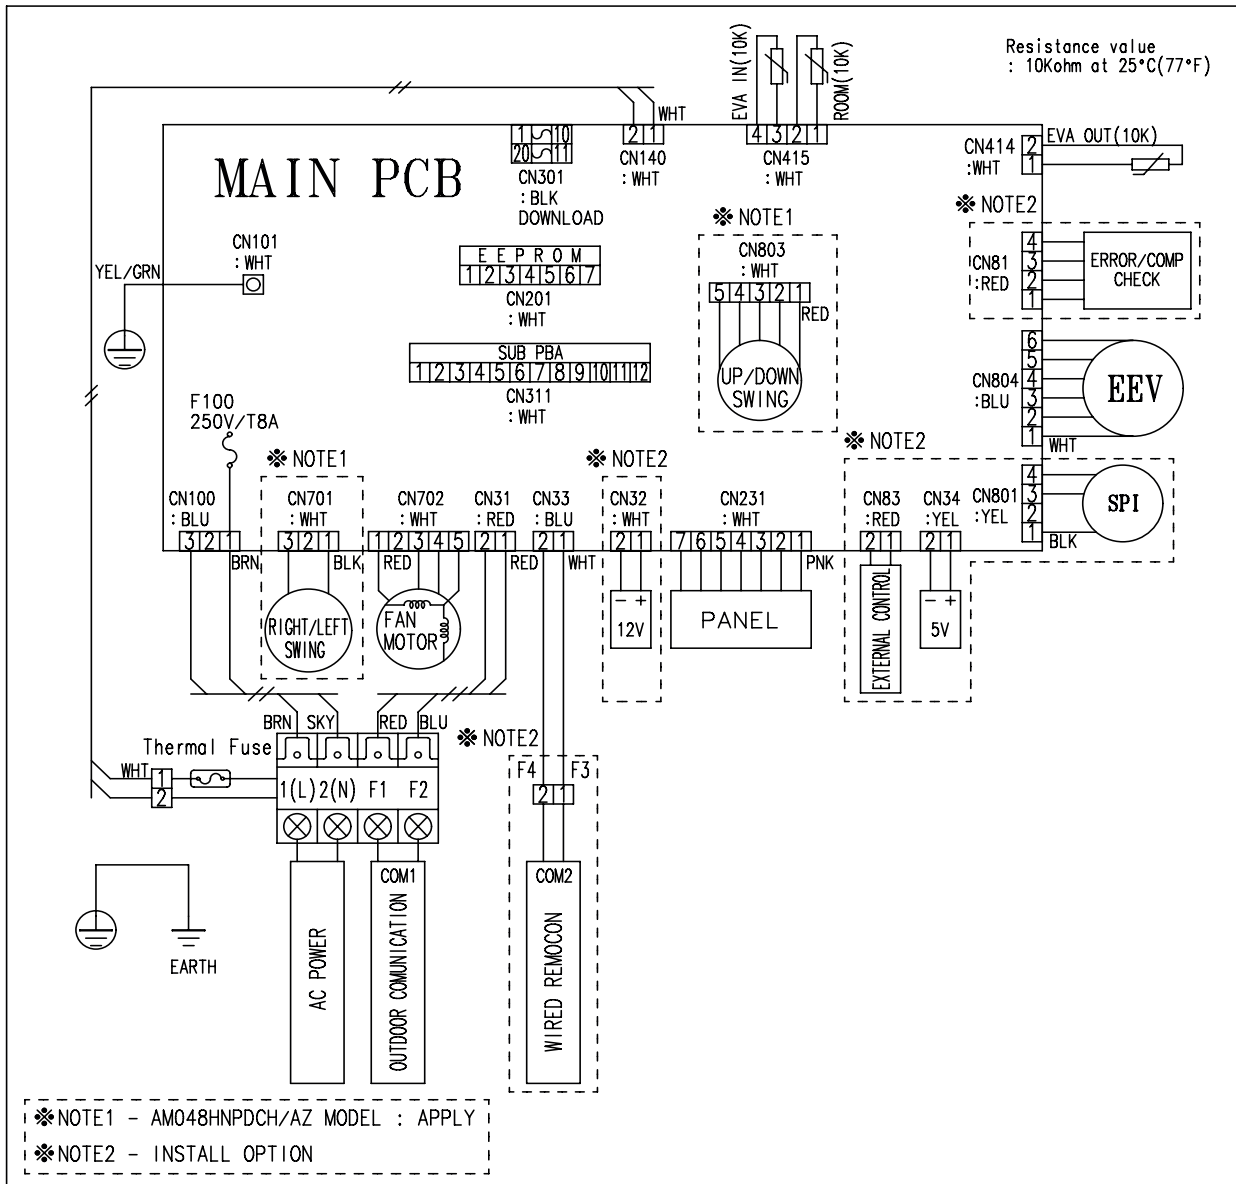 Resistance value
: 10Kohm at 25°C(77°F)
EVA IN(10K)
ROOM(10K)
WHT
2 1
CN140
: WHT
4 3 2 1
CN415
: WHT
1 10
20 11
CN301
: BLK
DOWNLOAD
MAIN PCB
CN414
:WHT
2
1
EVA OUT(10K)
※ NOTE2
CN81
:RED
4
3
2
1
ERROR/COMP
CHECK
※ NOTE1
CN803
: WHT
5 4 3 2 1
RED
UP/DOWN
SWING
CN101
: WHT
YEL/GRN
EEPROM
1 2 3 4 5 6 7
CN201
: WHT
SUB PBA
1 2 3 4 5 6 7 8 9 10 11 12
CN311
: WHT
CN804
:BLU
6
5
4
3
2
1
EEV
WHT
F100
250V/T8A
※ NOTE1
※ NOTE2
※ NOTE2
CN801
:YEL
4
3
2
1
SPI
BLK
CN100
: BLU
3 2 1
BRN
CN701
: WHT
3 2 1
BLK
RIGHT/LEFT
SWING
CN702
: WHT
1 2 3 4 5
RED
FAN
MOTOR
CN31
: RED
2 1
RED
CN33
: BLU
2 1
WHT
CN32
: WHT
2 1
- +
12V
CN231
: WHT
7 6 5 4 3 2 1
PNK
PANEL
CN83
:RED
2 1
EXTERNAL CONTROL
CN34
:YEL
2 1
- +
5V
BRN SKY RED BLU
※ NOTE2
Thermal Fuse
WHT
1
2
1(L) 2(N) F1 F2
F4 F3
2 1
AC POWER
COM1
OUTDOOR COMUNICATION
COM2
WIRED REMOCON
EARTH
※NOTE1 - AM048HNPDCH/AZ MODEL : APPLY
※NOTE2 - INSTALL OPTION